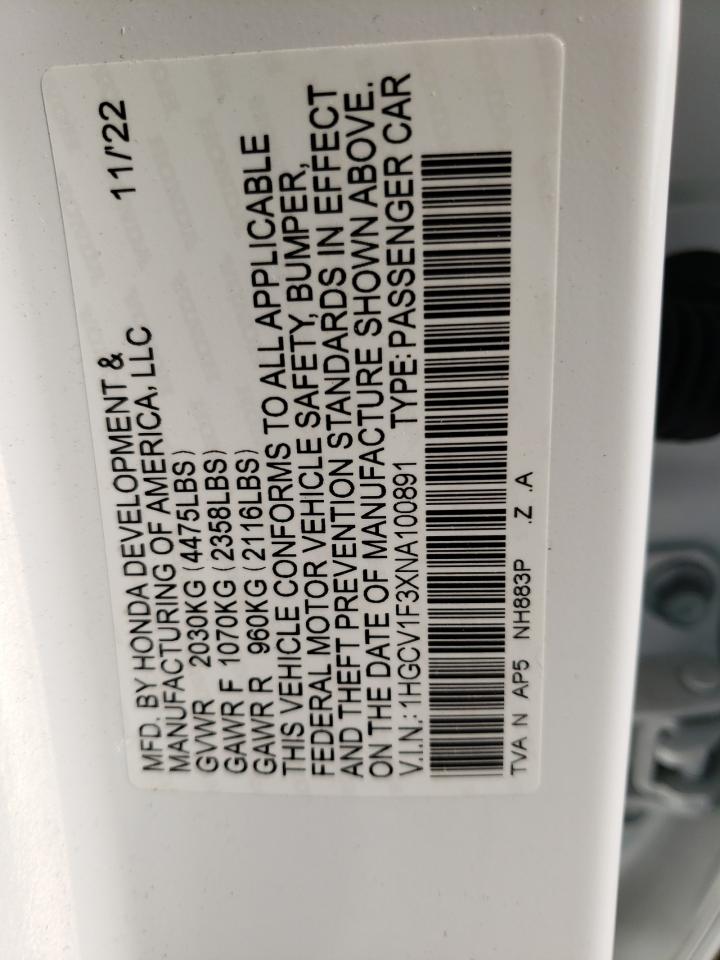 MFD. BY HONDA DEVELOPMENT & 11/'22
MANUFACTURING OF AMERICA, LLC
GVWR 2030KG (4475LBS)
GAWR F 1070KG (2358LBS)
GAWR R 960KG (2116LBS)
THIS VEHICLE CONFORMS TO ALL APPLICABLE
FEDERAL MOTOR VEHICLE SAFETY, BUMPER,
AND THEFT PREVENTION STANDARDS IN EFFECT
ON THE DATE OF MANUFACTURE SHOWN ABOVE.
V.I.N.: 1HGCV1F3XNA100891 TYPE: PASSENGER CAR
TVA N AP5 NH883P .Z .A